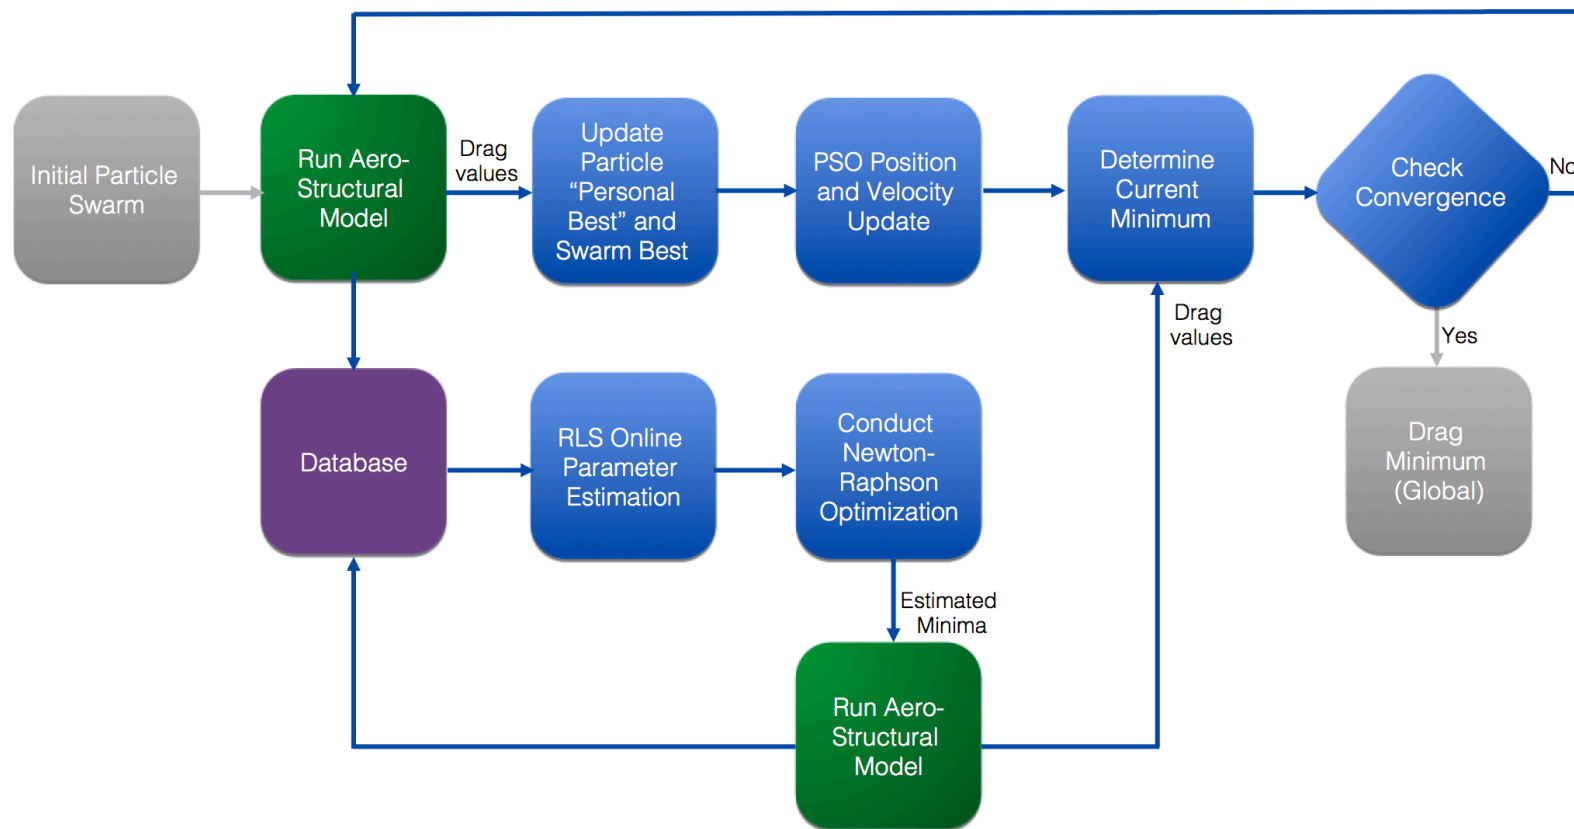 Initial Particle
Swarm
Run Aero-
Structural
Model
Drag
values
Update
Particle
“Personal
Best” and
Swarm Best
PSO Position
and Velocity
Update
Determine
Current
Minimum
Check
Convergence
No
Yes
Drag
Minimum
(Global)
Drag
values
Database
RLS Online
Parameter
Estimation
Conduct
Newton-
Raphson
Optimization
Estimated
Minima
Run Aero-
Structural
Model